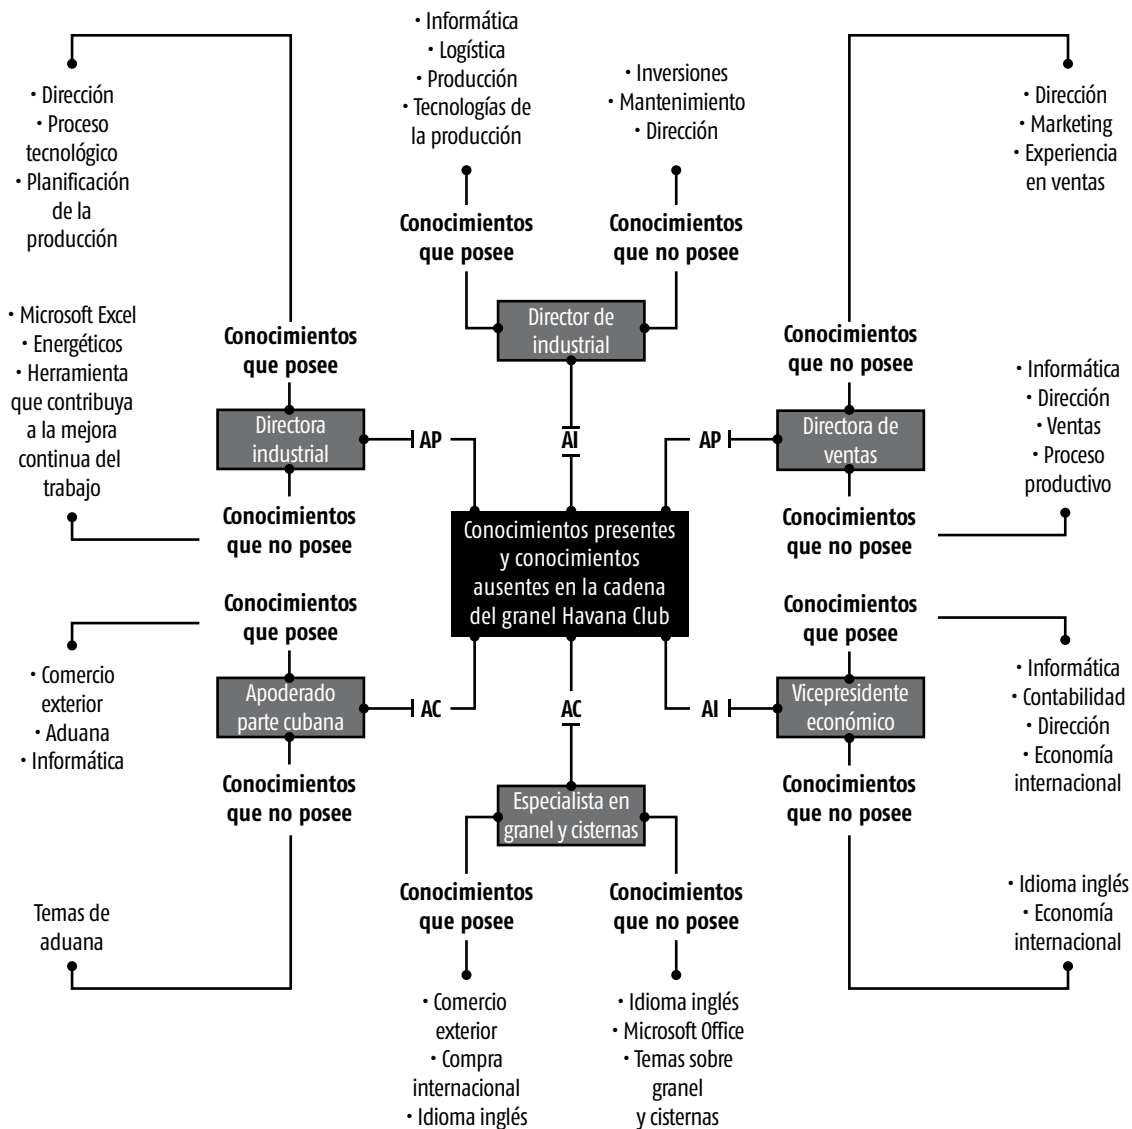 • Informática
• Logística
• Producción
• Tecnologías de
la producción
• Inversiones
• Mantenimiento
• Dirección
• Dirección
• Proceso
tecnológico
• Planificación
de la
producción
• Dirección
• Marketing
• Experiencia
en ventas
Conocimientos
que posee
Conocimientos
que no posee
Director de
industrial
• Microsoft Excel
• Energéticos
• Herramienta
que contribuya
a la mejora
continua del
trabajo
Conocimientos
que posee
Directora
industrial
Conocimientos
que no posee
AP
AI
AP
Conocimientos
que no posee
Directora de
ventas
Conocimientos
que no posee
• Informática
• Dirección
• Ventas
• Proceso
productivo
Conocimientos presentes
y conocimientos
ausentes en la cadena
del granel Havana Club
Conocimientos
que posee
Apoderado
parte cubana
Conocimientos
que no posee
• Comercio
exterior
• Aduana
• Informática
Temas de
aduana
AC
AC
AI
Conocimientos
que posee
Vicepresidente
económico
Conocimientos
que no posee
• Informática
• Contabilidad
• Dirección
• Economía
internacional
• Idioma inglés
• Economía
internacional
Especialista en
granel y cisternas
Conocimientos
que posee
Conocimientos
que no posee
• Comercio
exterior
• Compra
internacional
• Idioma inglés
• Idioma inglés
• Microsoft Office
• Temas sobre
granel
y cisternas